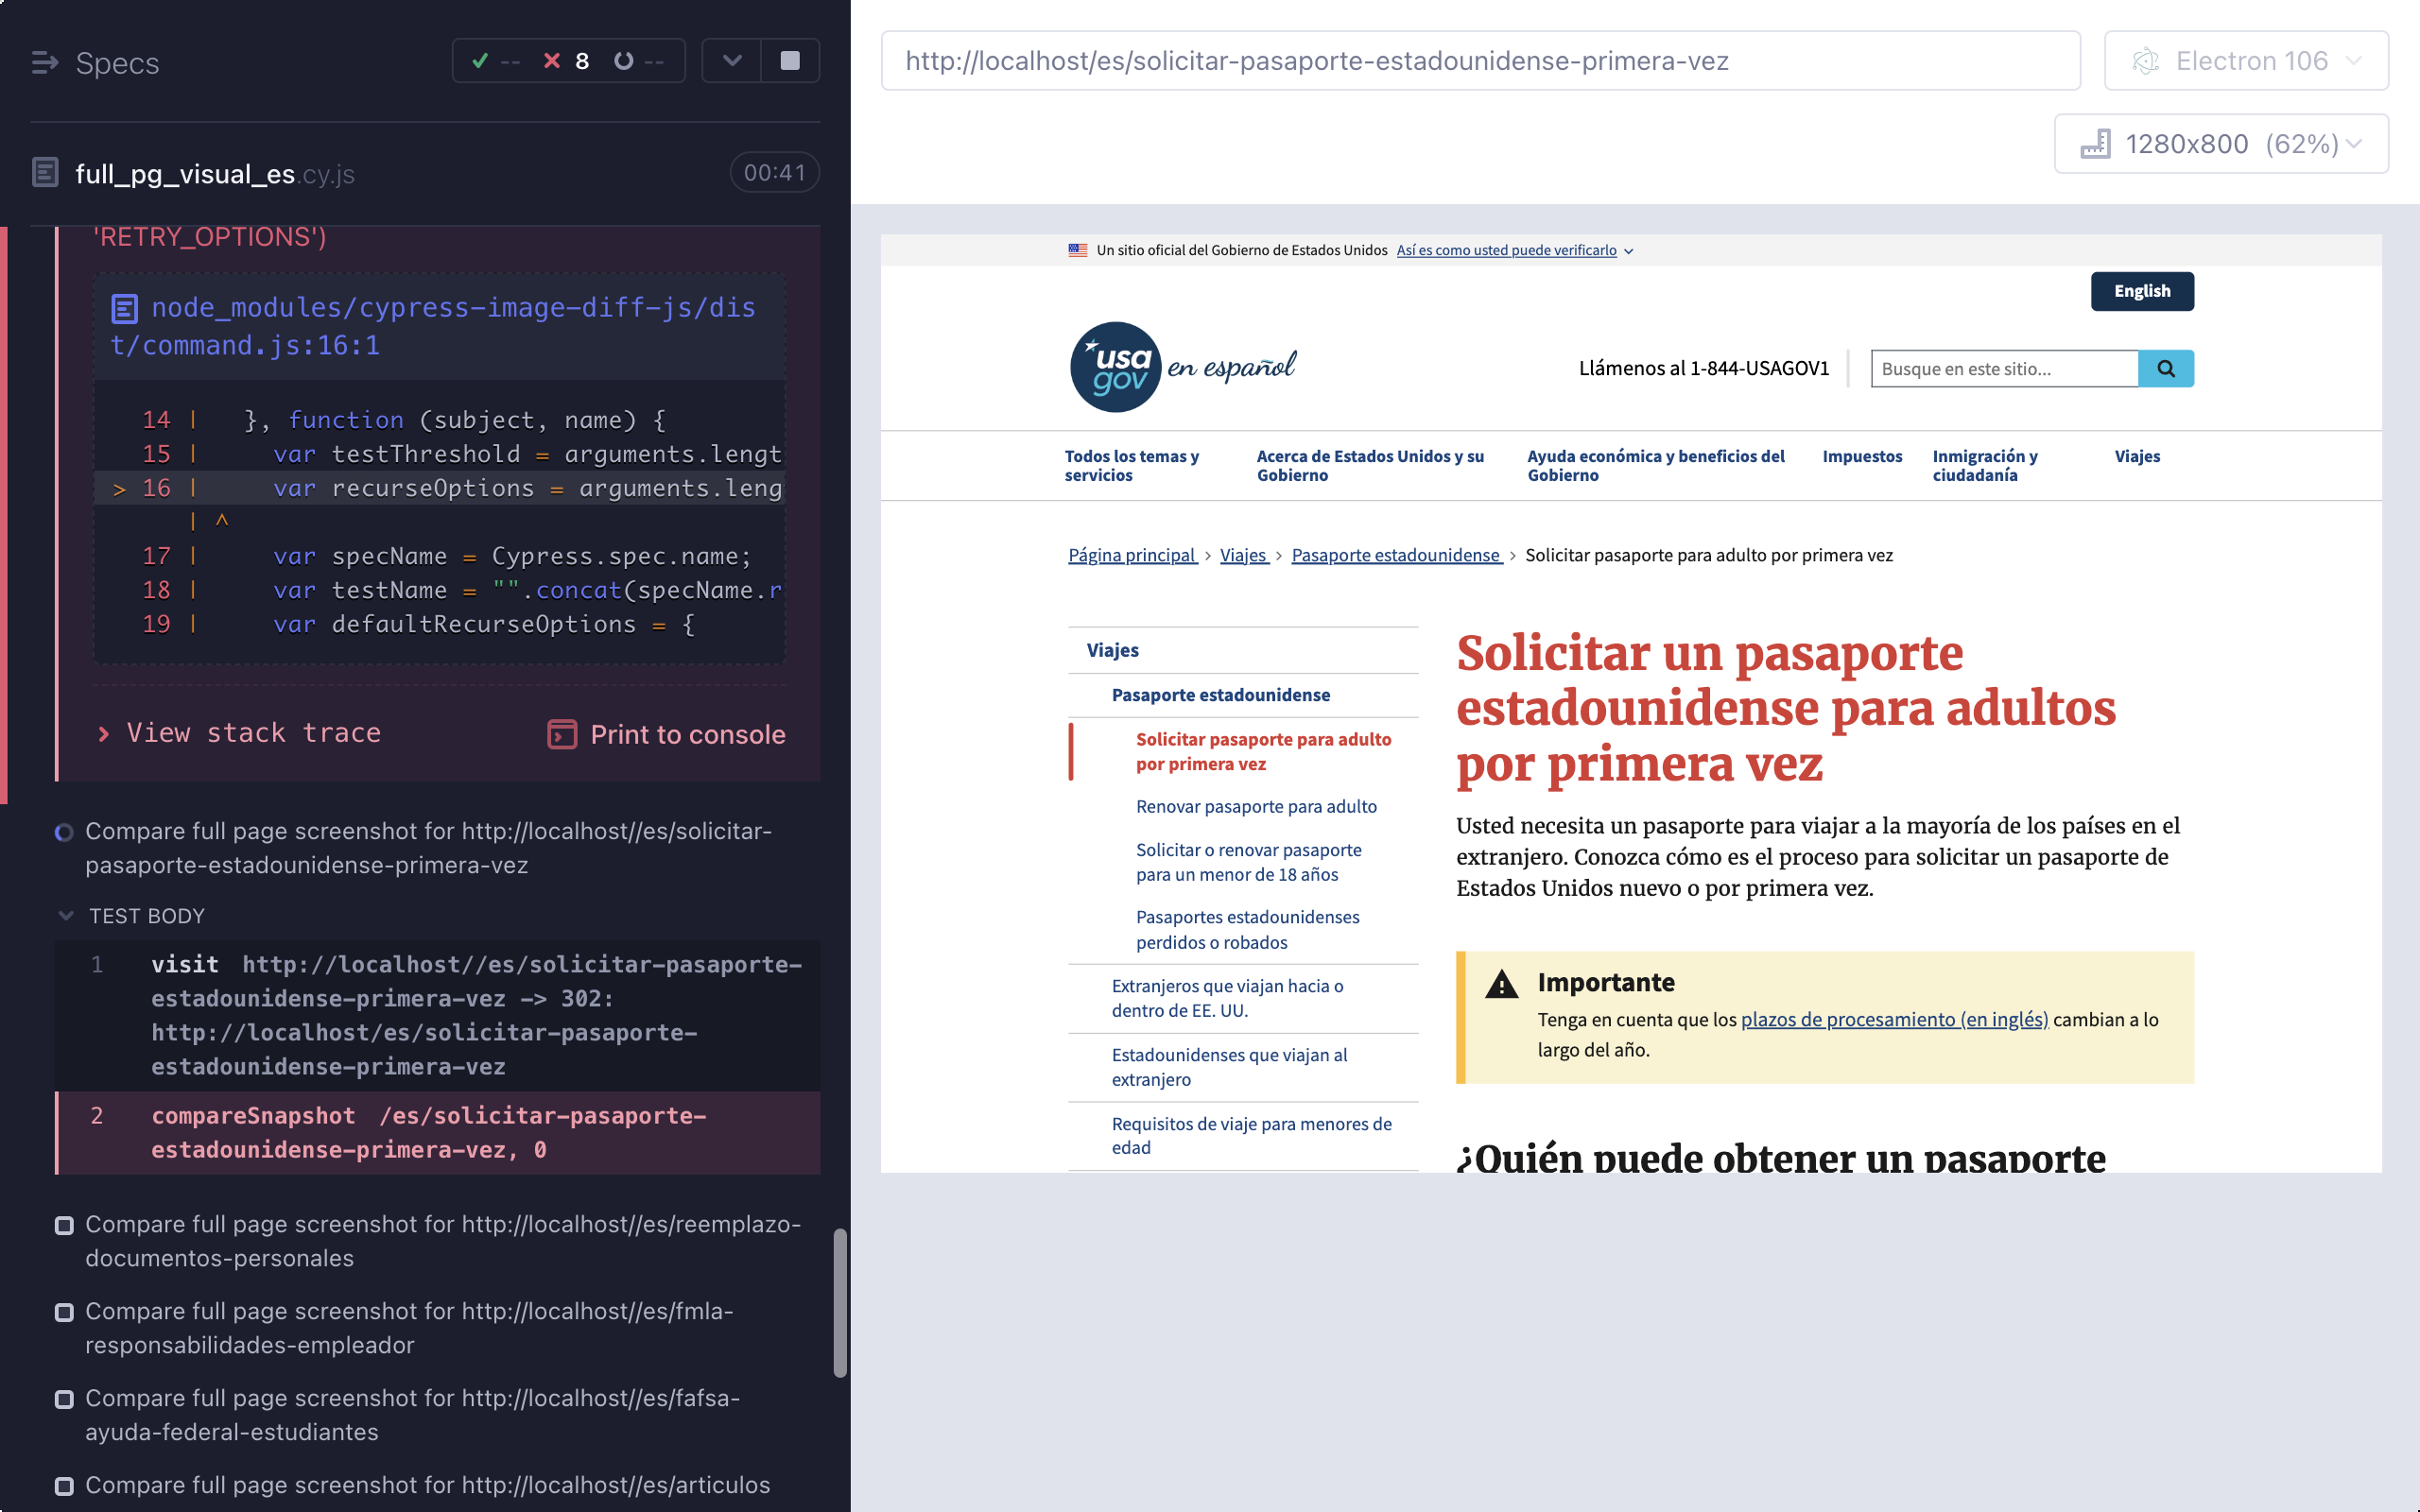 Specs
-- 8 --
full_pg_visual_es.cy.js
00:41
'RETRY_OPTIONS')
node_modules/cypress-image-diff-js/dis
t/command.js:16:1
14 | }, function (subject, name) {
15 | var testThreshold = arguments.lengt
> 16 | var recurseOptions = arguments.leng
| ^
17 | var specName = Cypress.spec.name;
18 | var testName = "".concat(specName.r
19 | var defaultRecurseOptions = {
View stack trace
Print to console
Compare full page screenshot for http://localhost//es/solicitar-
pasaporte-estadounidense-primera-vez
TEST BODY
1 visit http://localhost//es/solicitar-pasaporte-
estadounidense-primera-vez -> 302:
http://localhost/es/solicitar-pasaporte-
estadounidense-primera-vez
2 compareSnapshot /es/solicitar-pasaporte-
estadounidense-primera-vez, 0
Compare full page screenshot for http://localhost//es/reemplazo-
documentos-personales
Compare full page screenshot for http://localhost//es/fmla-
responsabilidades-empleador
Compare full page screenshot for http://localhost//es/fafsa-
ayuda-federal-estudiantes
Compare full page screenshot for http://localhost//es/articulos
http://localhost/es/solicitar-pasaporte-estadounidense-primera-vez
Electron 106
1280x800 (62%)
Un sitio oficial del Gobierno de Estados Unidos Así es como usted puede verificarlo
English
usa
gov
en español
Llámenos al 1-844-USAGOV1
Busque en este sitio...
Todos los temas y
servicios
Acerca de Estados Unidos y su
Gobierno
Ayuda económica y beneficios del
Gobierno
Impuestos
Inmigración y
ciudadanía
Viajes
Página principal > Viajes > Pasaporte estadounidense > Solicitar pasaporte para adulto por primera vez
Viajes
Pasaporte estadounidense
Solicitar pasaporte para adulto
por primera vez
Renovar pasaporte para adulto
Solicitar o renovar pasaporte
para un menor de 18 años
Pasaportes estadounidenses
perdidos o robados
Extranjeros que viajan hacia o
dentro de EE. UU.
Estadounidenses que viajan al
extranjero
Requisitos de viaje para menores de
edad
Solicitar un pasaporte
estadounidense para adultos
por primera vez
Usted necesita un pasaporte para viajar a la mayoría de los países en el
extranjero. Conozca cómo es el proceso para solicitar un pasaporte de
Estados Unidos nuevo o por primera vez.
Importante
Tenga en cuenta que los plazos de procesamiento (en inglés) cambian a lo
largo del año.
¿Quién puede obtener un pasaporte